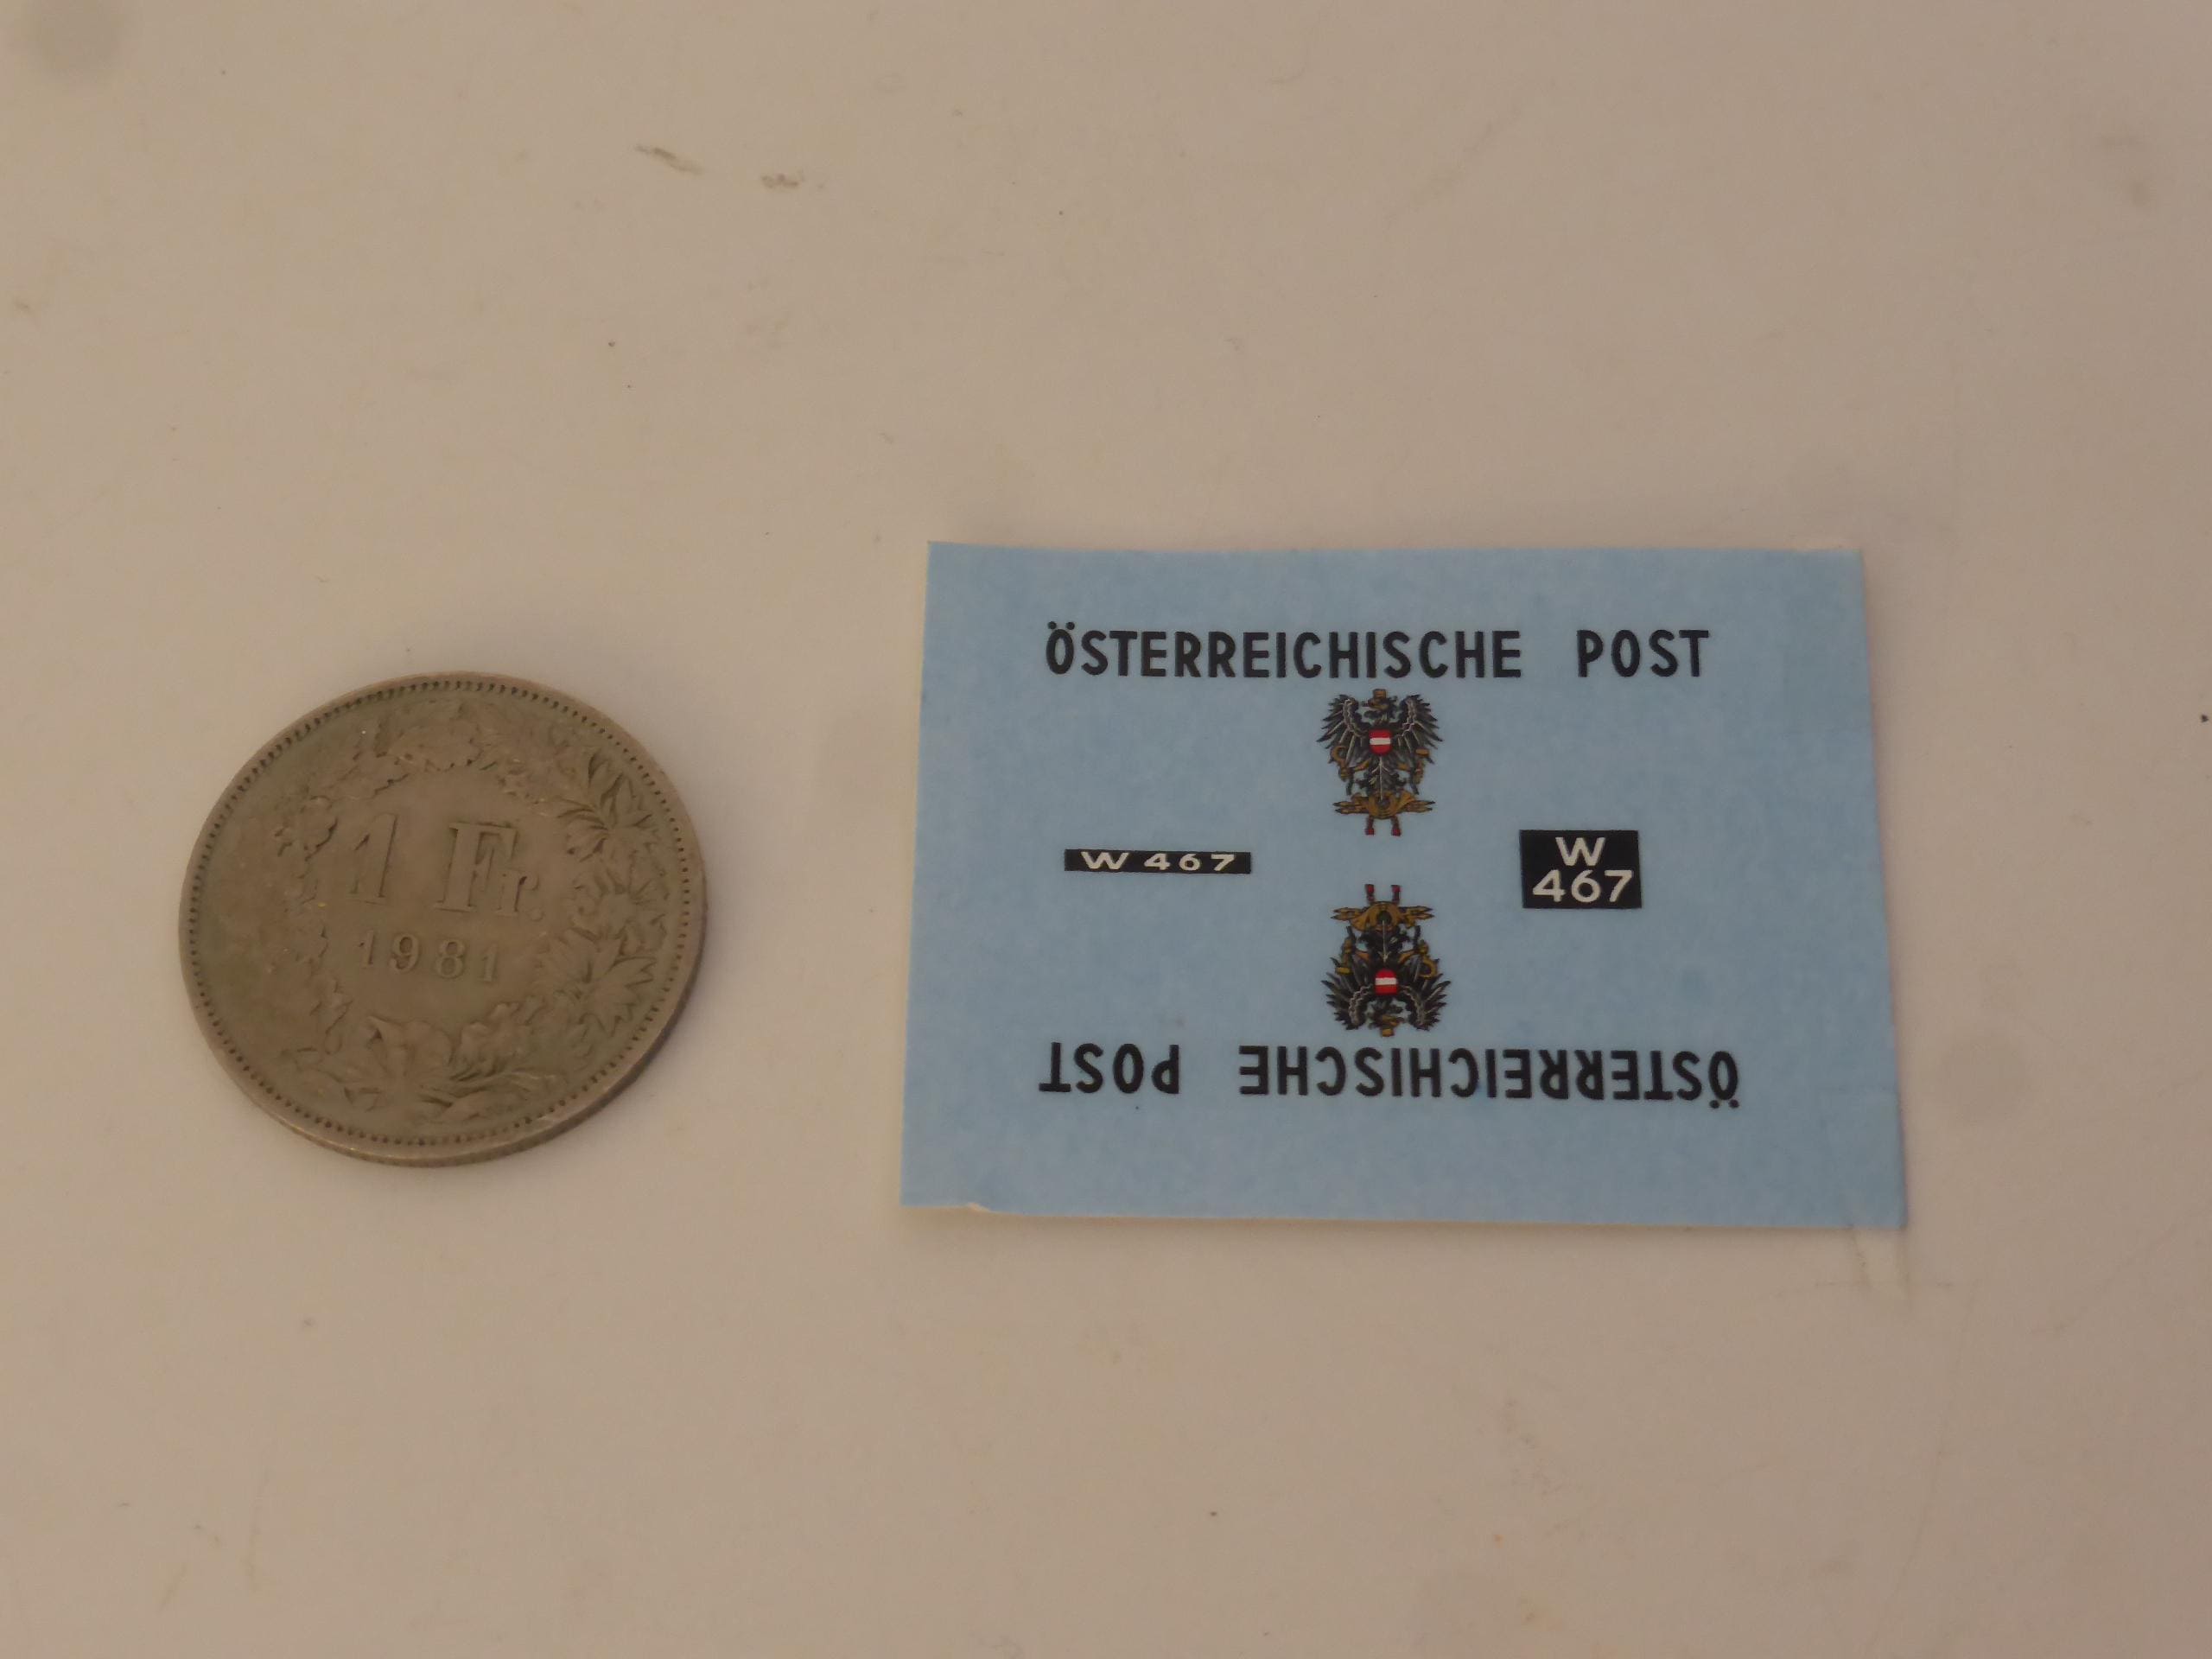 1 Fr.
1981
ÖSTERREICHISCHE POST
W 467
W
467
ÖSTERREICHISCHE POST